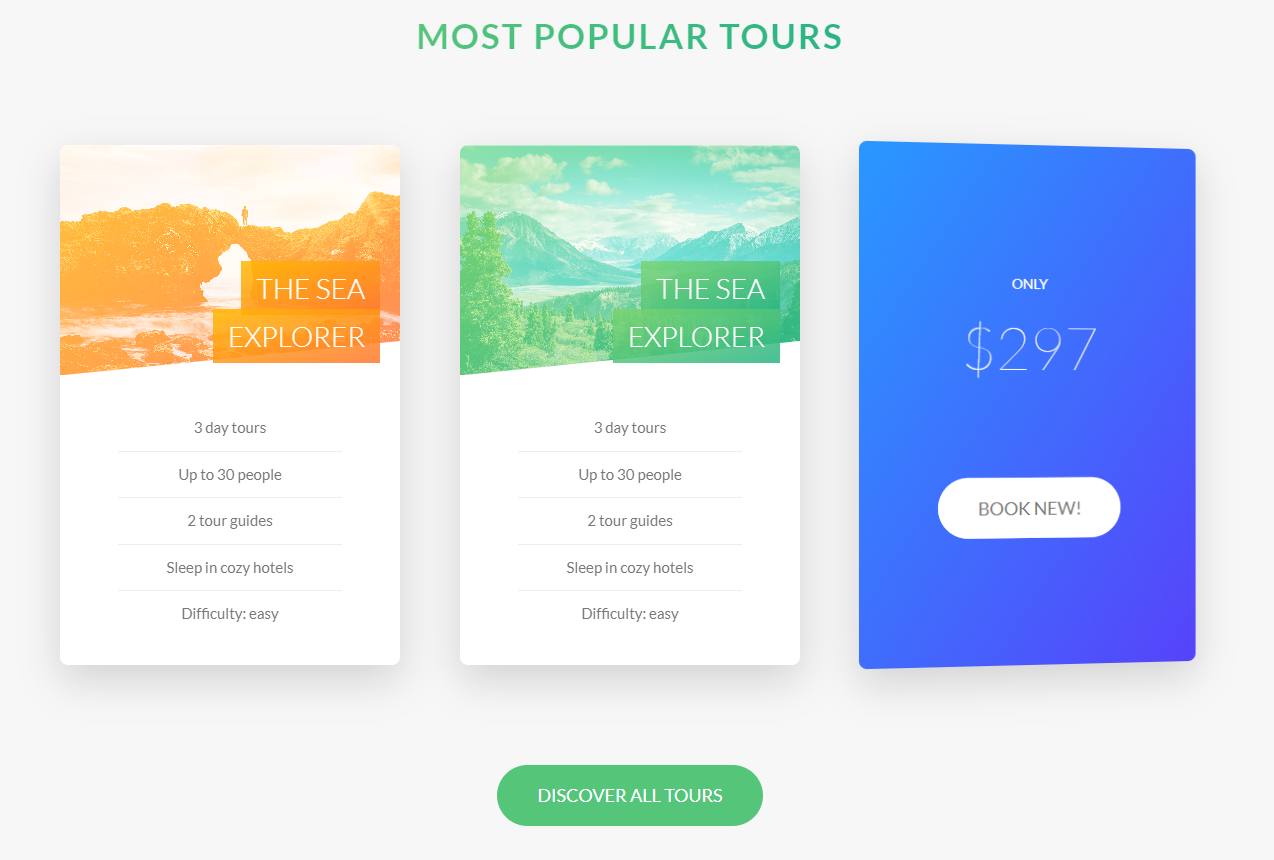 MOST POPULAR TOURS
THE SEA
EXPLORER
3 day tours
Up to 30 people
2 tour guides
Sleep in cozy hotels
Difficulty: easy
THE SEA
EXPLORER
3 day tours
Up to 30 people
2 tour guides
Sleep in cozy hotels
Difficulty: easy
ONLY
$297
BOOK NEW!
DISCOVER ALL TOURS